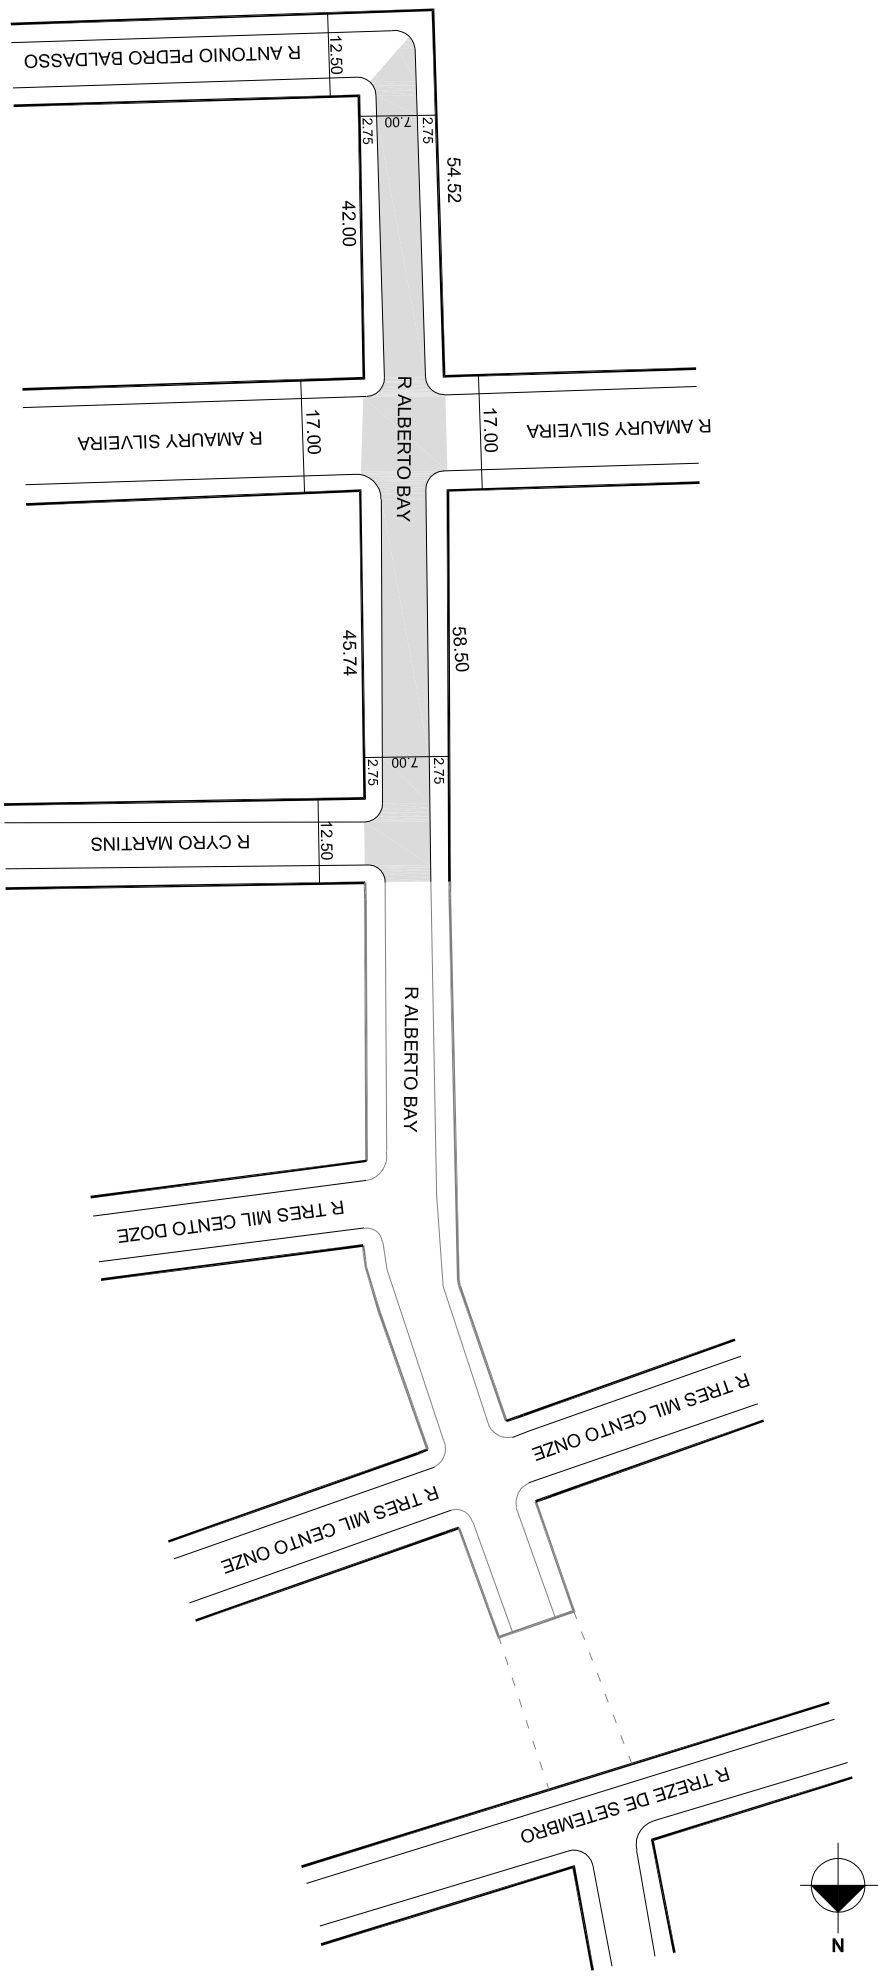 R ANTONIO PEDRO BALDASSO
12.50
2.75
7.00
2.75
54.52
42.00
R ALBERTO BAY
R AMAURY SILVEIRA
17.00
17.00
R AMAURY SILVEIRA
45.74
58.50
2.75
7.00
2.75
R CYRO MARTINS
12.50
R ALBERTO BAY
R TRES MIL CENTO DOZE
R TRES MIL CENTO ONZE
R TRES MIL CENTO ONZE
R TREZE DE SETEMBRO
N